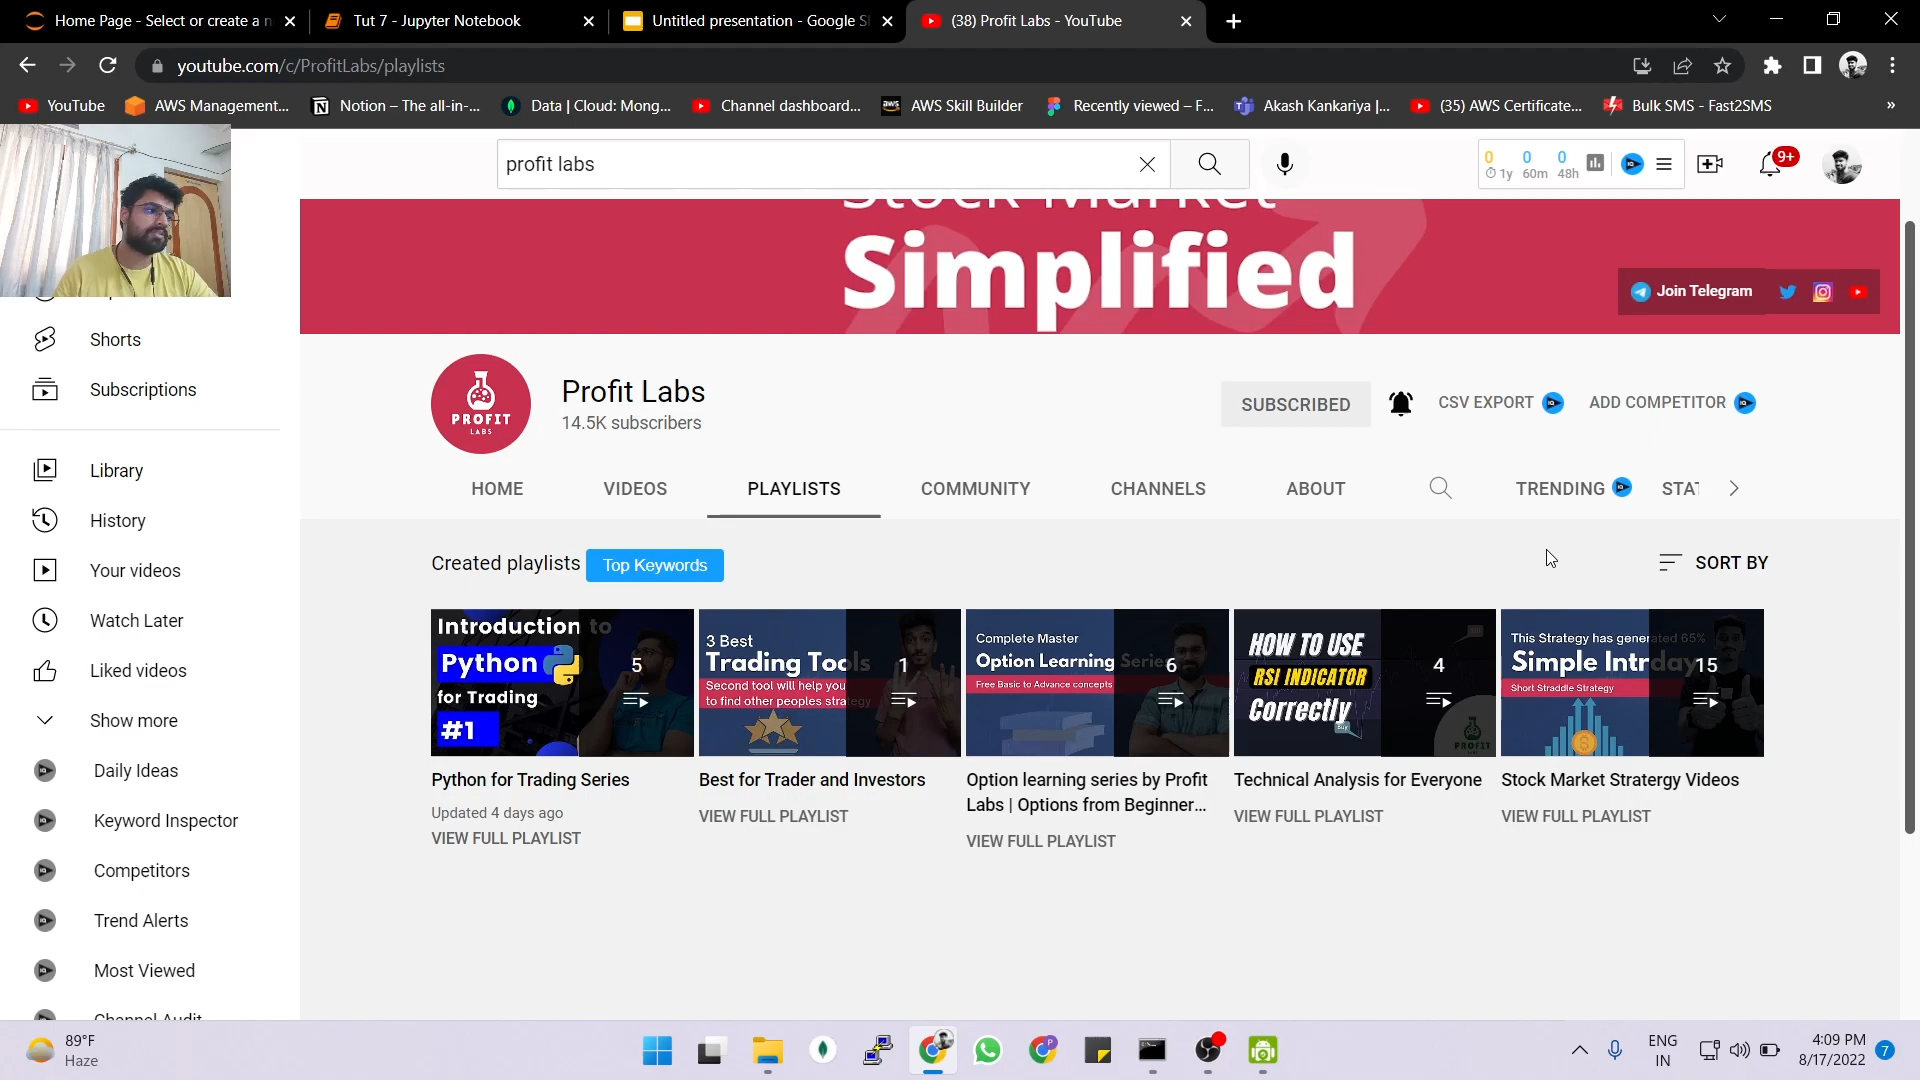 Home Page - Select or create a n
Tut 7 - Jupyter Notebook
Untitled presentation - Google Sl
(38) Profit Labs - YouTube
youtube.com/c/ProfitLabs/playlists
YouTube
AWS Management...
Notion – The all-in-...
Data | Cloud: Mong...
Channel dashboard...
aws
AWS Skill Builder
Recently viewed – F...
Akash Kankariya |...
(35) AWS Certificate...
Bulk SMS - Fast2SMS
»
profit labs
0 0 0
1y 60m 48h
9+
Stock Market
Simplified
Join Telegram
Shorts
Subscriptions
Library
History
Your videos
Watch Later
Liked videos
Show more
Daily Ideas
Keyword Inspector
Competitors
Trend Alerts
Most Viewed
Channel Audit
PROFIT
LABS
Profit Labs
14.5K subscribers
SUBSCRIBED
CSV EXPORT
ADD COMPETITOR
HOME
VIDEOS
PLAYLISTS
COMMUNITY
CHANNELS
ABOUT
TRENDING
STAT
Created playlists
Top Keywords
SORT BY
Introduction to
Python
for Trading
#1
5
Python for Trading Series
Updated 4 days ago
VIEW FULL PLAYLIST
3 Best
Trading Tools
Second tool will help you
to find other peoples strategy
1
Best for Trader and Investors
VIEW FULL PLAYLIST
Complete Master
Option Learning Series
Free Basic to Advance concepts
6
Option learning series by Profit
Labs | Options from Beginner...
VIEW FULL PLAYLIST
HOW TO USE
RSI INDICATOR
Correctly
Buy
4
PROFIT
Technical Analysis for Everyone
VIEW FULL PLAYLIST
This Strategy has generated 65%
Simple Intraday
Short Straddle Strategy
15
Stock Market Stratergy Videos
VIEW FULL PLAYLIST
89°F
Haze
ENG
IN
4:09 PM
8/17/2022
7